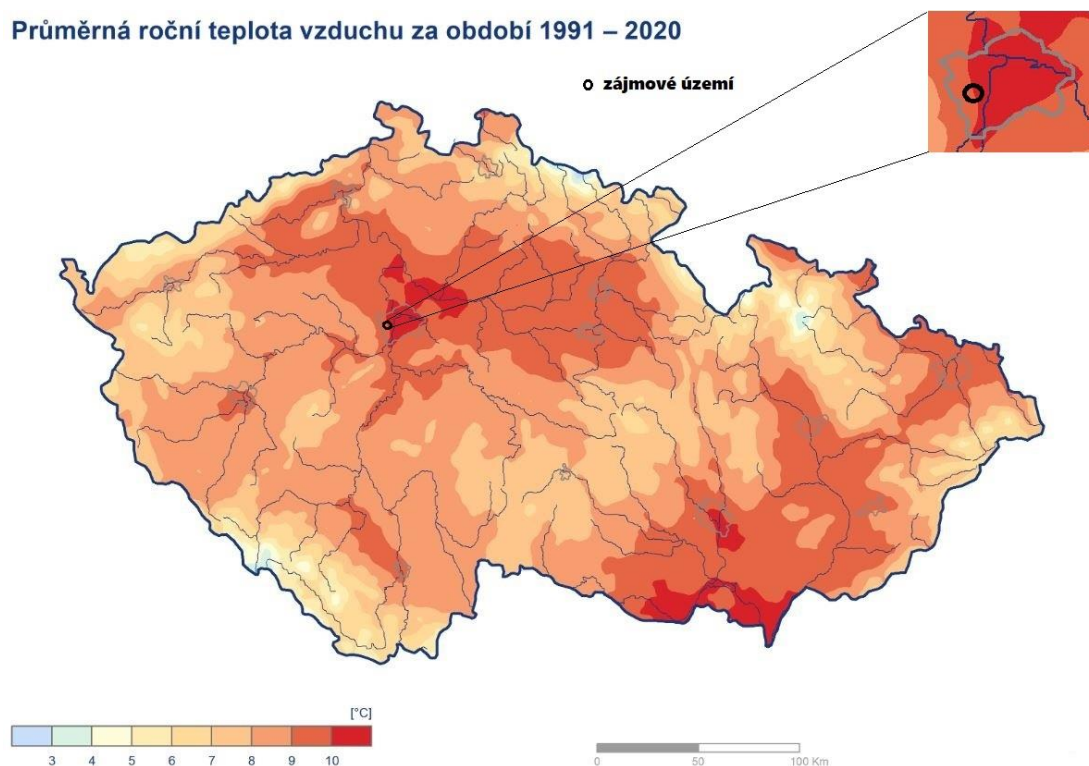 Průměrná roční teplota vzduchu za období 1991 – 2020
zájmové území
[°C]
3 4 5 6 7 8 9 10
0 50 100 Km